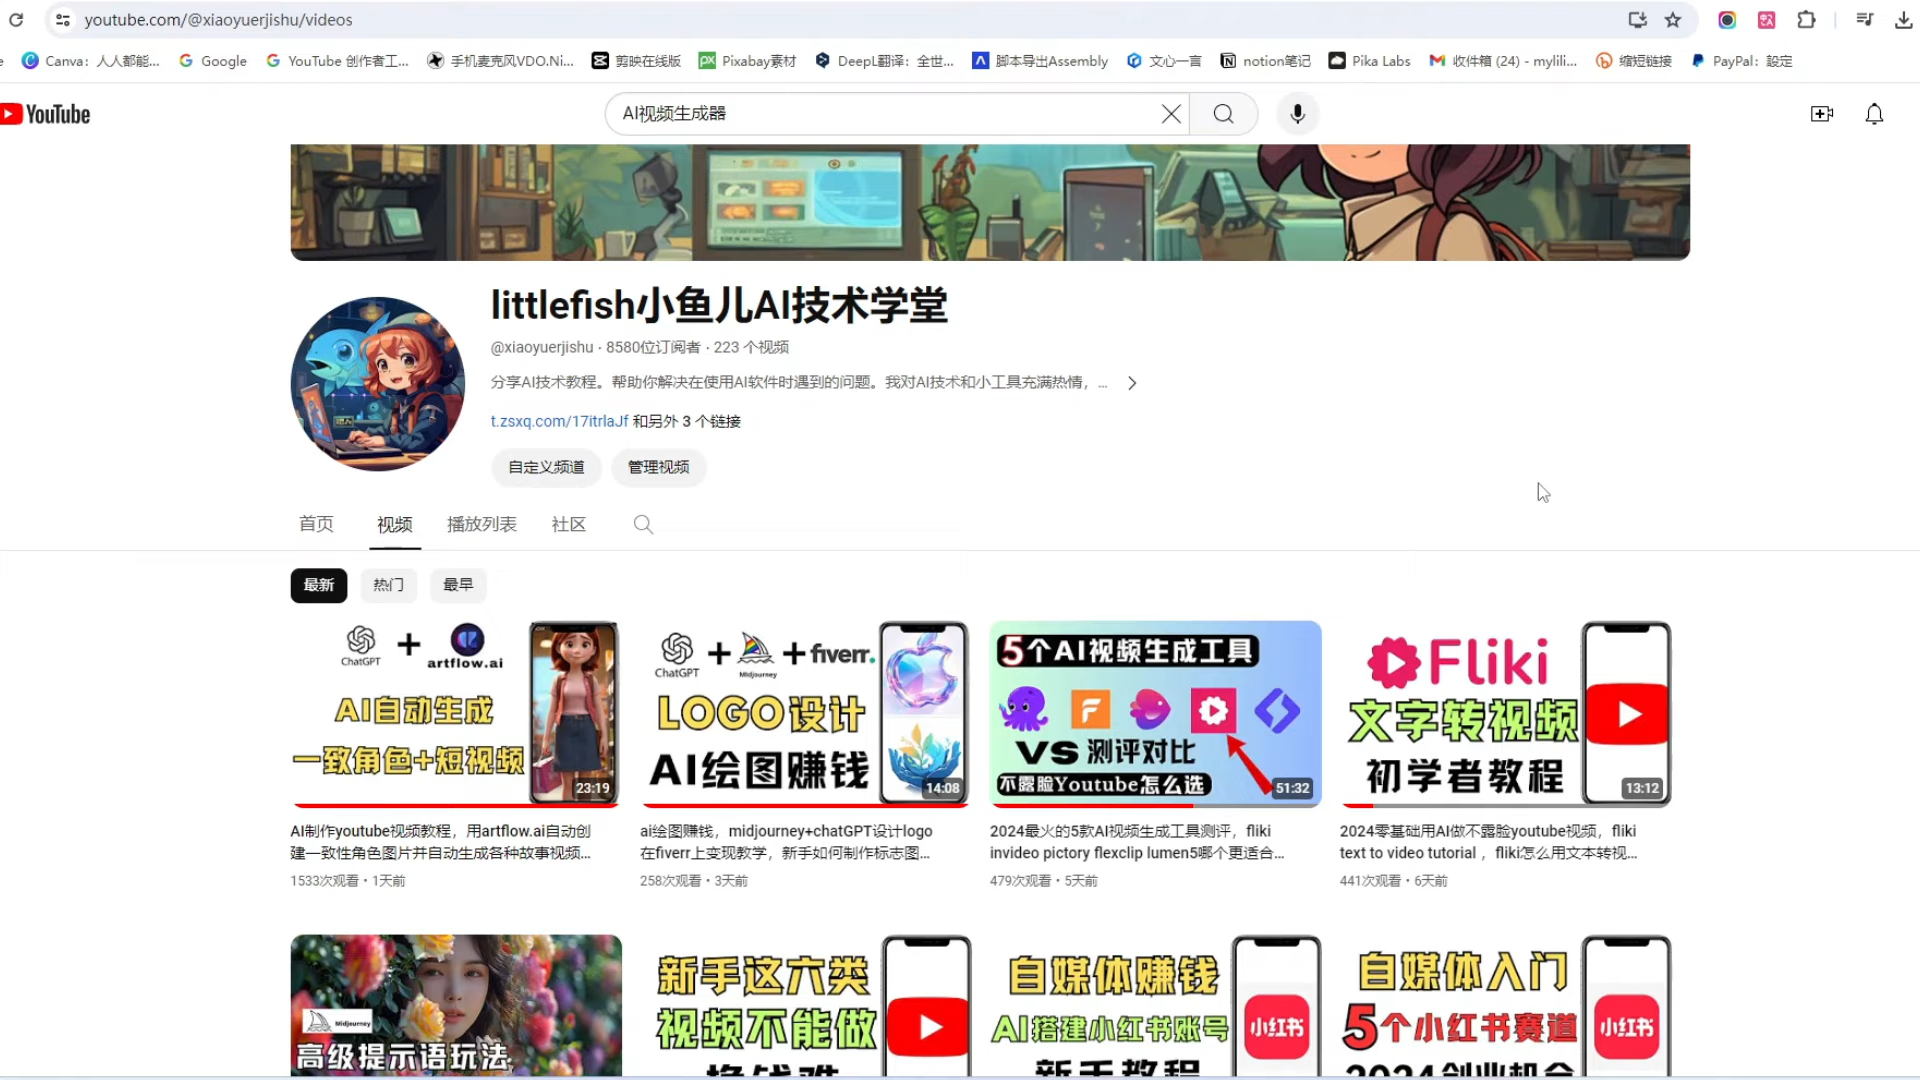 youtube.com/@xiaoyuerjishu/videos
Canva：人人都能... Google YouTube 创作者工... 手机麦克风VDO.Ni... 剪映在线版 Pixabay素材 DeepL翻译：全世... 脚本导出Assembly 文心一言 notion笔记 Pika Labs 收件箱 (24) - mylili... 缩短链接 PayPal：設定
YouTube
AI视频生成器
littlefish小鱼儿AI技术学堂
@xiaoyuerjishu · 8580位订阅者 · 223 个视频
分享AI技术教程。帮助你解决在使用AI软件时遇到的问题。我对AI技术和小工具充满热情，...
t.zsxq.com/17itrlaJf 和另外 3 个链接
自定义频道 管理视频
首页 视频 播放列表 社区
最新 热门 最早
ChatGPT + artflow.ai
AI自动生成
一致角色+短视频
23:19
ChatGPT + Midjourney + fiverr.
LOGO设计
AI绘图赚钱
14:08
5个AI视频生成工具
VS 测评对比
不露脸Youtube怎么选
51:32
Fliki
文字转视频
初学者教程
13:12
AI制作youtube视频教程，用artflow.ai自动创
建一致性角色图片并自动生成各种故事视频...
1533次观看 · 1天前
ai绘图赚钱，midjourney+chatGPT设计logo
在fiverr上变现教学，新手如何制作标志图...
258次观看 · 3天前
2024最火的5款AI视频生成工具测评，fliki
invideo pictory flexclip lumen5哪个更适合...
479次观看 · 5天前
2024零基础用AI做不露脸youtube视频，fliki
text to video tutorial ，fliki怎么用文本转视...
441次观看 · 6天前
Midjourney
高级提示语玩法
新手这六类
视频不能做
挣钱难
自媒体赚钱
AI搭建小红书账号
新手教程
小红书
自媒体入门
5个小红书赛道
2024创业机会
小红书